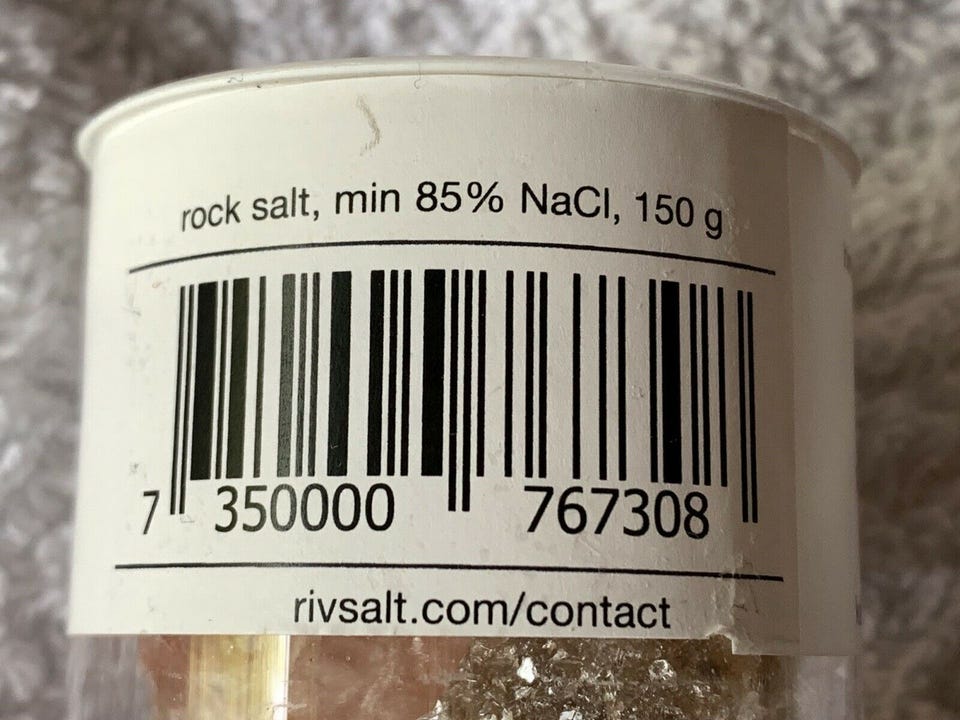 rock salt, min 85% NaCl, 150 g
7 350000 767308
rivsalt.com/contact